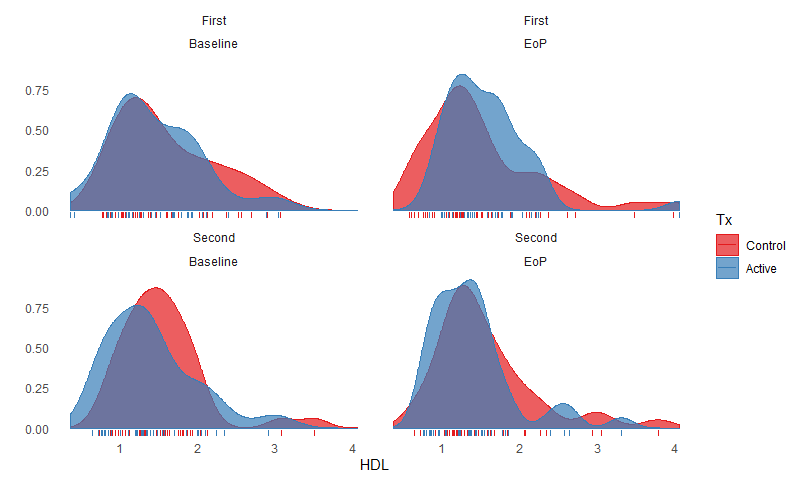 First
First
Baseline
EoP
0.75
0.50
0.25
0.00
Second
Second
Baseline
EoP
0.75
0.50
0.25
0.00
1
2
3
4
1
2
3
4
HDL
Tx
Control
Active